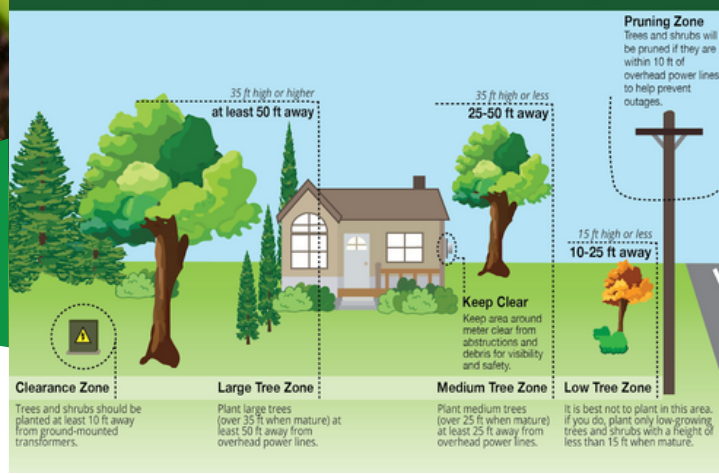 Pruning Zone
Trees and shrubs will
be pruned if they are
within 10 ft of
overhead power lines
to help prevent
outages.
35 ft high or higher
at least 50 ft away
35 ft high or less
25-50 ft away
15 ft high or less
10-25 ft away
Keep Clear
Keep area around
meter clear from
abstructions and
debris for visibility
and safety.
Clearance Zone
Trees and shrubs should be
planted at least 10 ft away
from ground-mounted
transformers.
Large Tree Zone
Plant large trees
(over 35 ft when mature) at
least 50 ft away from
overhead power lines.
Medium Tree Zone
Plant medium trees
(over 25 ft when mature)
at least 25 ft away from
overhead power lines.
Low Tree Zone
It is best not to plant in this area.
if you do, plant only low-growing
trees and shrubs with a height of
less than 15 ft when mature.